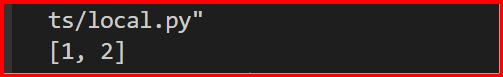 ts/local.py"
[1, 2]